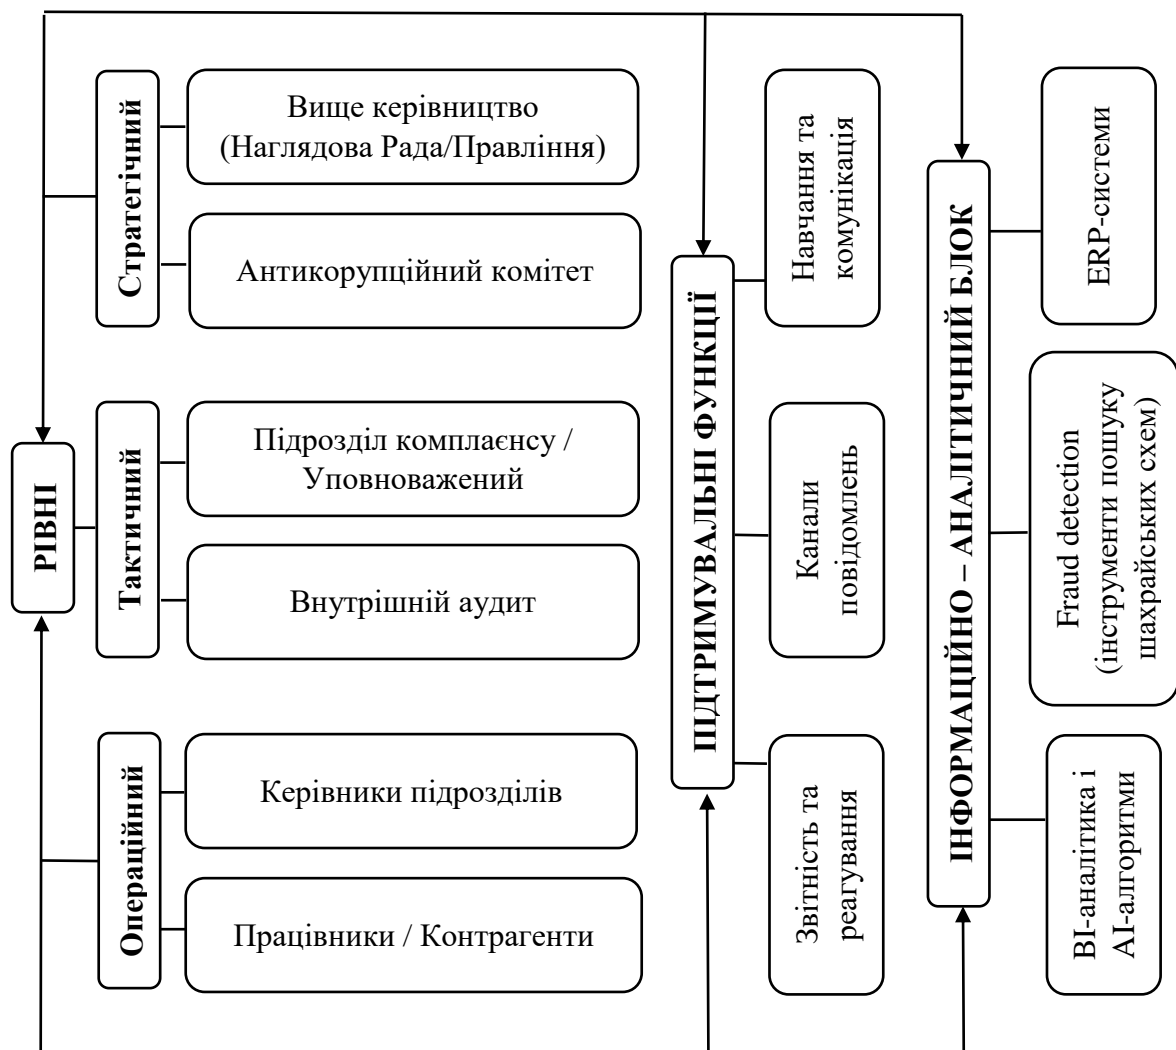 РІВНІ
Стратегічний
Вище керівництво
(Наглядова Рада/Правління)
Антикорупційний комітет
Тактичний
Підрозділ комплаєнсу /
Уповноважений
Внутрішній аудит
Операційний
Керівники підрозділів
Працівники / Контрагенти
ПІДТРИМУВАЛЬНІ ФУНКЦІЇ
Навчання та
комунікація
Канали
повідомлень
Звітність та
реагування
ІНФОРМАЦІЙНО – АНАЛІТИЧНИЙ БЛОК
ERP-системи
Fraud detection
(інструменти пошуку
шахрайських схем)
BI-аналітика і
AI-алгоритми